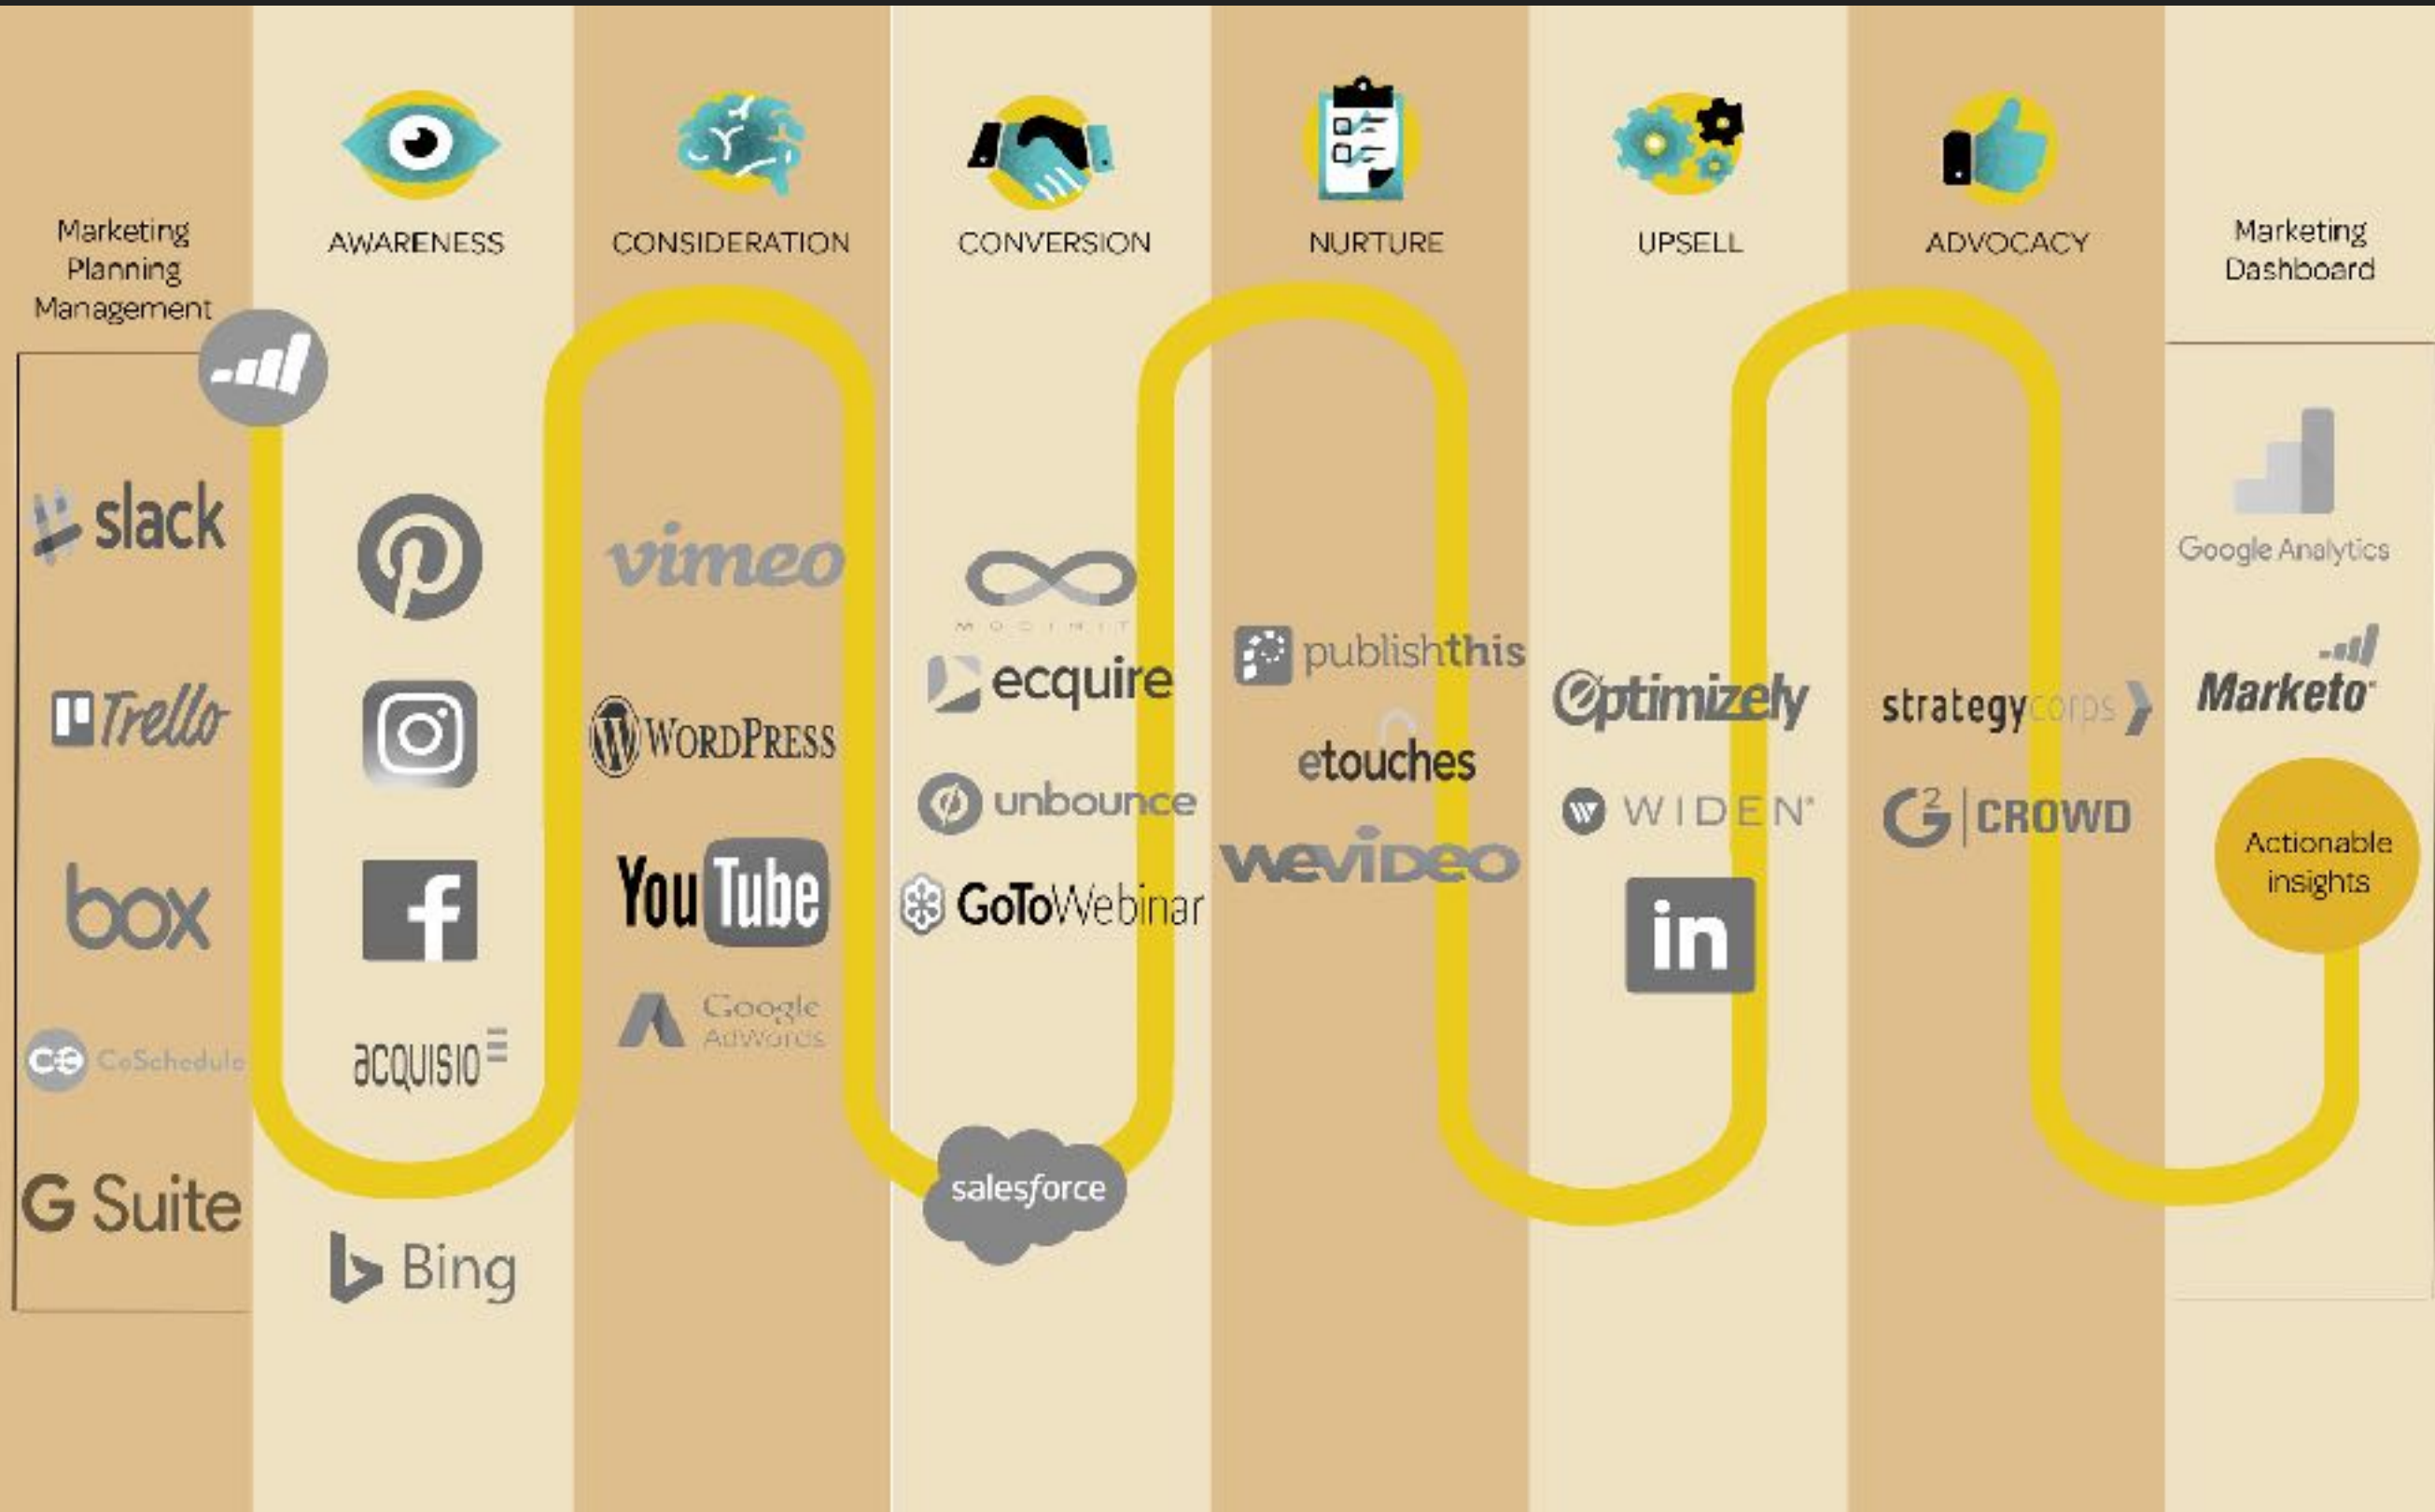 Marketing
Planning
Management
slack
Trello
box
CoSchedule
G Suite
AWARENESS
acquisio
Bing
CONSIDERATION
vimeo
WORDPRESS
YouTube
Google
AdWords
CONVERSION
ecquire
unbounce
GoToWebinar
salesforce
NURTURE
publishthis
etouches
wevideo
UPSELL
Optimizely
WIDEN
in
ADVOCACY
strategycorps
G2 | CROWD
Marketing
Dashboard
Google Analytics
Marketo
Actionable
insights